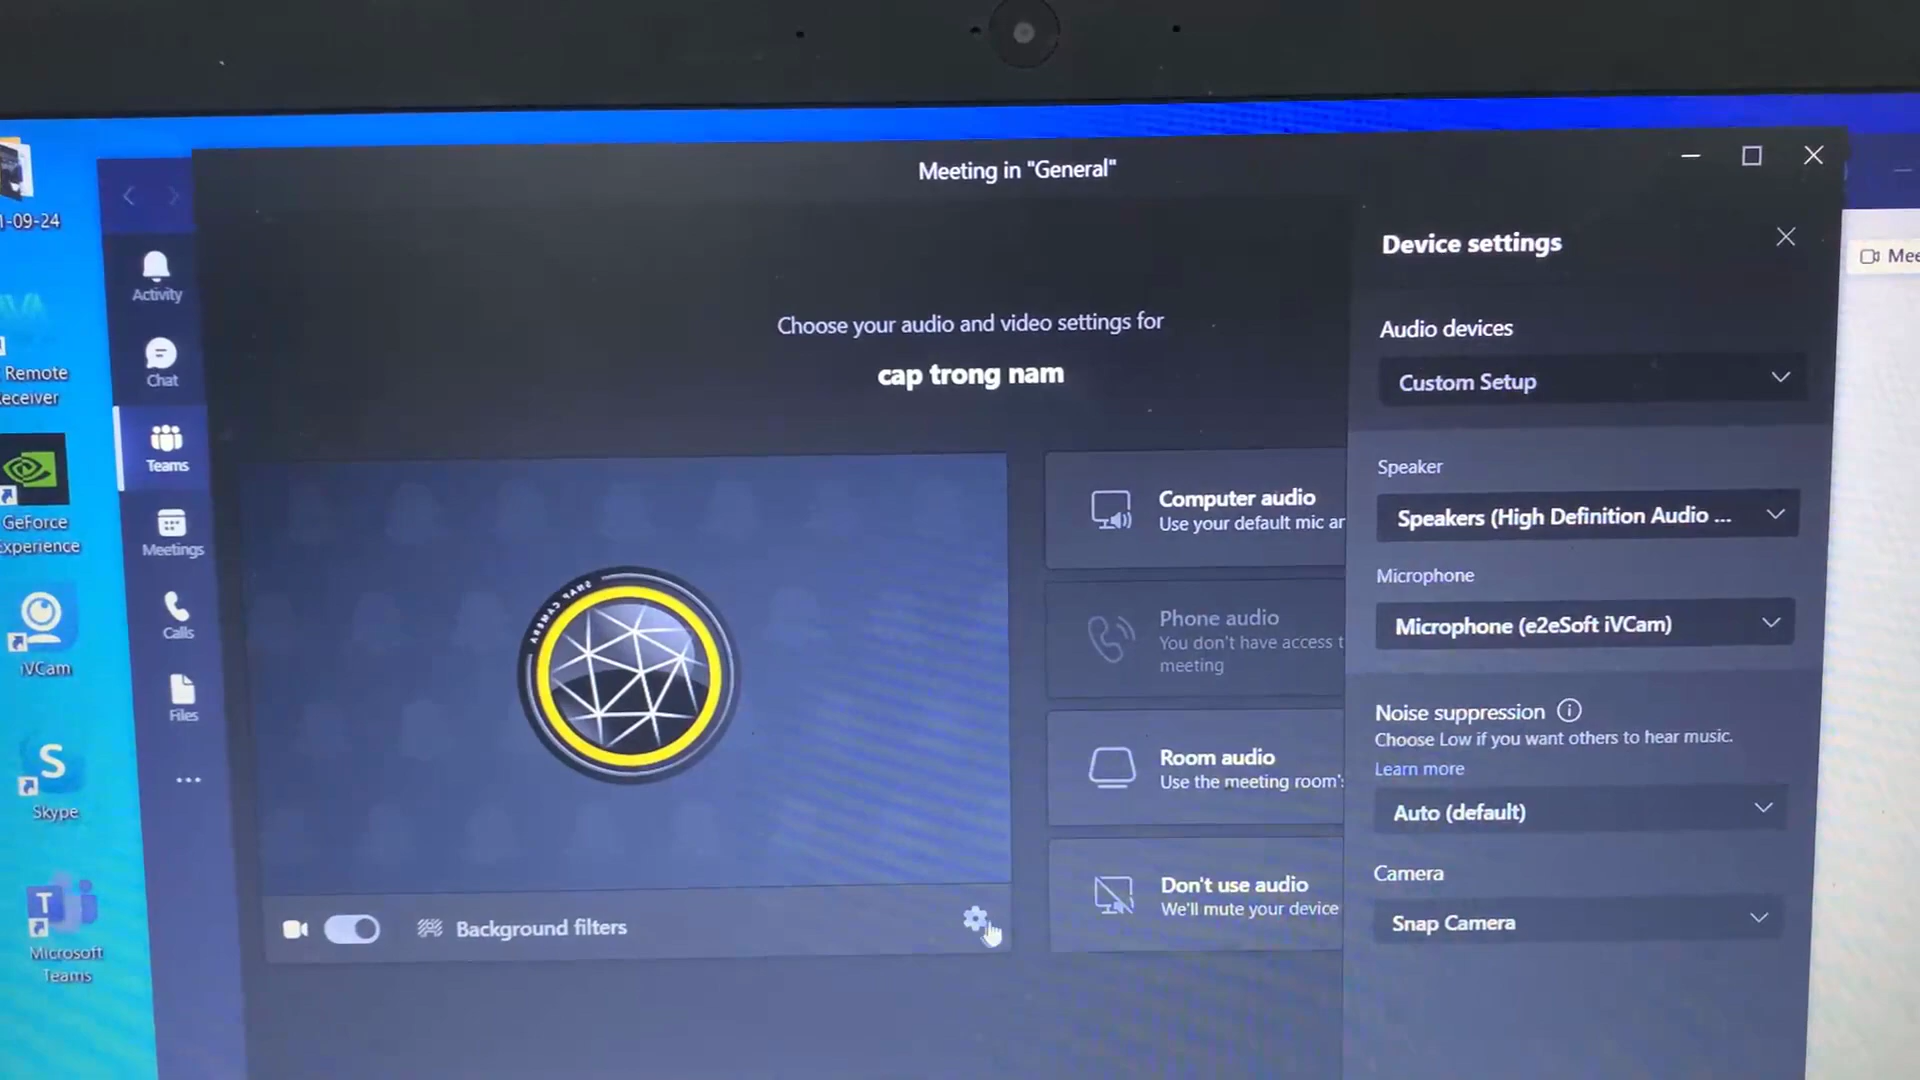 Meeting in "General"
1-09-24
Remote
GeForce
iVCam
Skype
Microsoft
Teams
Activity
Chat
Teams
Meetings
Calls
Files
Choose your audio and video settings for
cap trong nam
SNAP CAMERA
Background filters
Computer audio
Use your default mic ar
Phone audio
You don't have access t
meeting
Room audio
Use the meeting room's
Don't use audio
We'll mute your device
Device settings
Audio devices
Custom Setup
Speaker
Speakers (High Definition Audio ...
Microphone
Microphone (e2eSoft iVCam)
Noise suppression
Choose Low if you want others to hear music.
Learn more
Auto (default)
Camera
Snap Camera
Mee